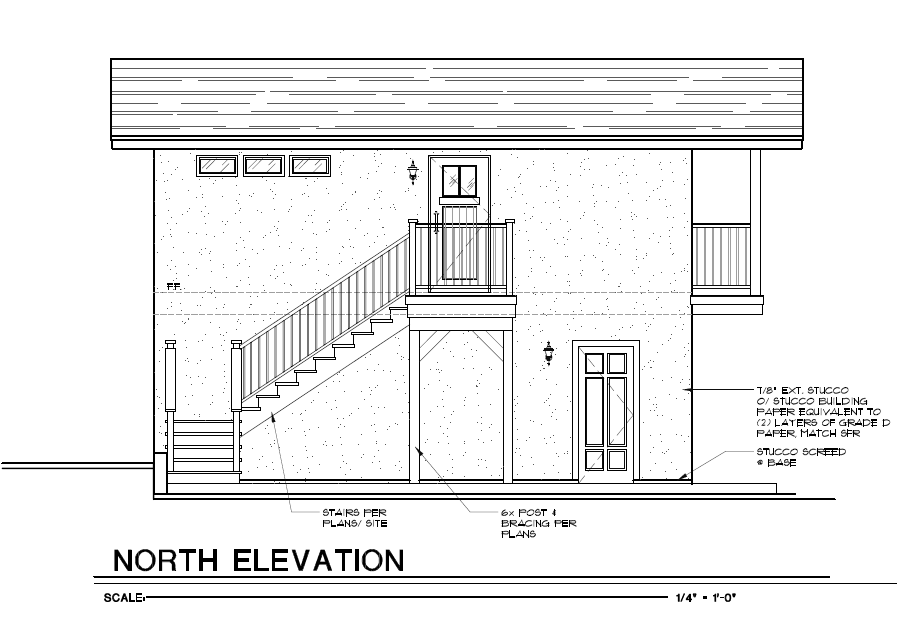 F.F.
7/8" EXT. STUCCO
O/ STUCCO BUILDING
PAPER EQUIVALENT TO
(2) LAYERS OF GRADE D
PAPER, MATCH SFR
STUCCO SCREED
@ BASE
STAIRS PER
PLANS/ SITE
6x POST &
BRACING PER
PLANS
NORTH ELEVATION
SCALE: 1/4" = 1'-0"